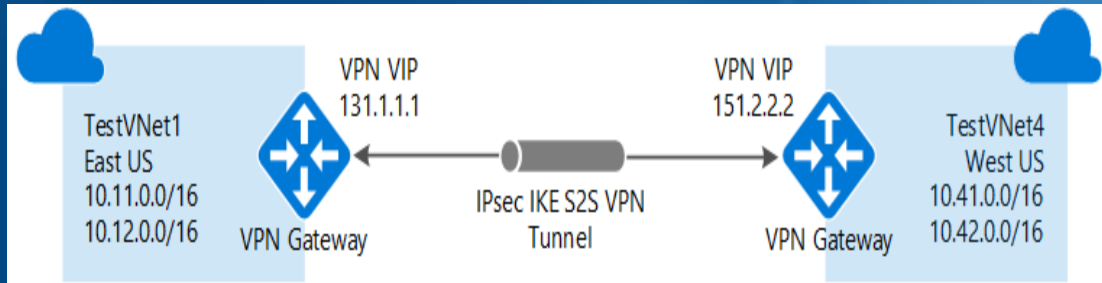 TestVNet1
East US
10.11.0.0/16
10.12.0.0/16
VPN VIP
131.1.1.1
VPN Gateway
IPsec IKE S2S VPN
Tunnel
VPN VIP
151.2.2.2
VPN Gateway
TestVNet4
West US
10.41.0.0/16
10.42.0.0/16